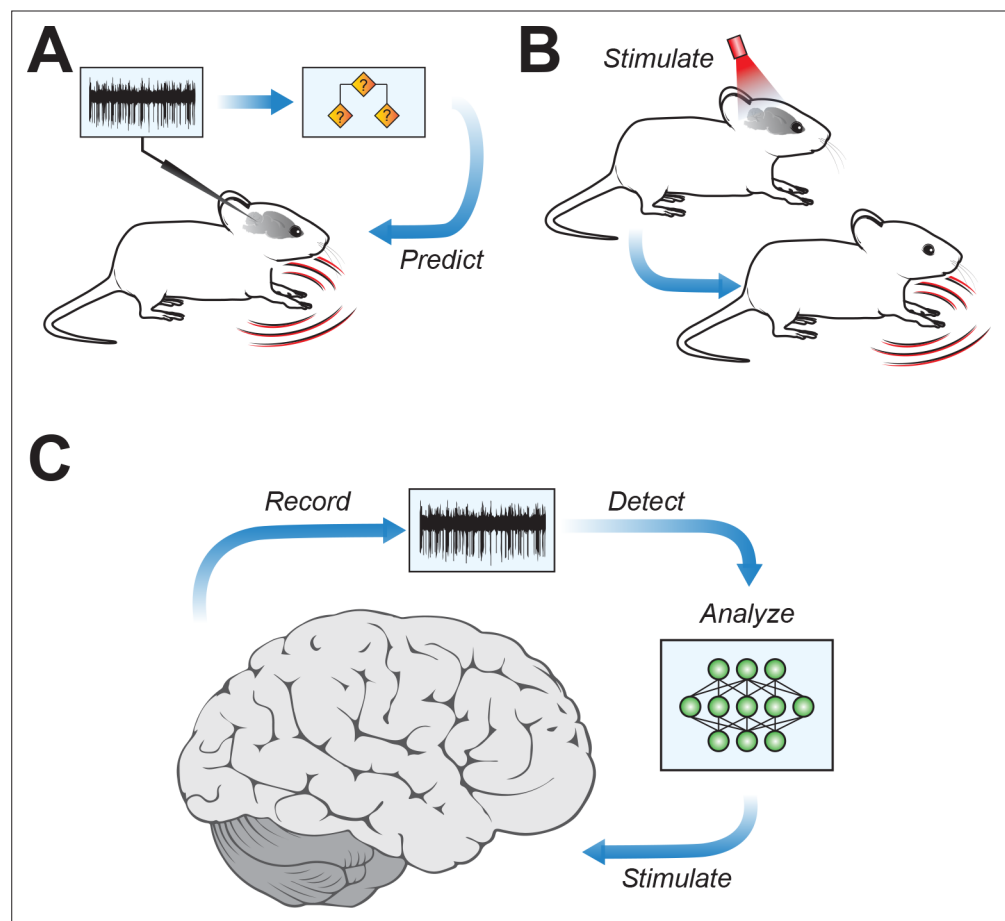 A
?
? ?
Predict
B
Stimulate
C
Record
Detect
Analyze
Stimulate